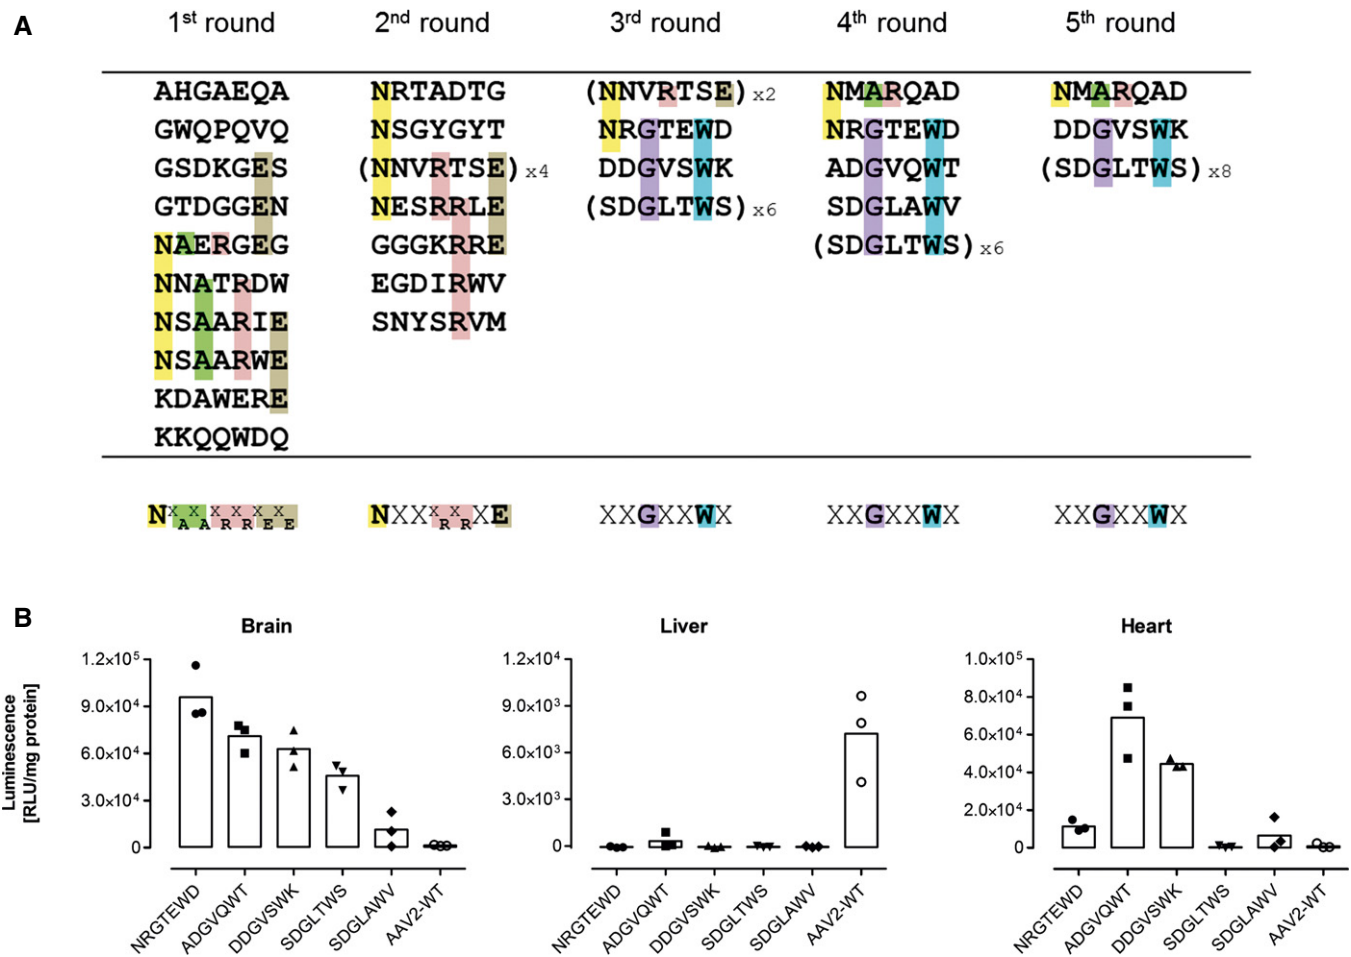 A
1st round 2nd round 3rd round 4th round 5th round
AHGAEQA NRTADTG (NNVRTSE)x2 NMARQAD NMARQAD
GWQPQVQ NSGYGYT NRGTEWD NRGTEWD DDGVSWK
GSDKGES (NNVRTSE)x4 DDGVSWK ADGVQWT (SDGLTWS)x8
GTDGGEN NESRRLE (SDGLTWS)x6 SDGLAWV
NAERGEG GGGKRRE (SDGLTWS)x6
NNATRDW EGDIRWV
NSAARIE SNYSRVM
NSAARWE
KDAWERE
KKQQWDQ
NXXXXXXX NXXXXXXE XXGXXWX XXGXXWX XXGXXWX
AARREE RR
B
Brain Liver Heart
Luminescence
[RLU/mg protein]
1.2x10⁵ 1.2x10⁴ 1.0x10⁵
9.0x10⁴ 9.0x10³ 8.0x10⁴
6.0x10⁴ 6.0x10³ 6.0x10⁴
3.0x10⁴ 3.0x10³ 4.0x10⁴
2.0x10⁴
0 0 0
NRGTEWD ADGVQWT DDGVSWK SDGLTWS SDGLAWV AAV2-WT
NRGTEWD ADGVQWT DDGVSWK SDGLTWS SDGLAWV AAV2-WT
NRGTEWD ADGVQWT DDGVSWK SDGLTWS SDGLAWV AAV2-WT